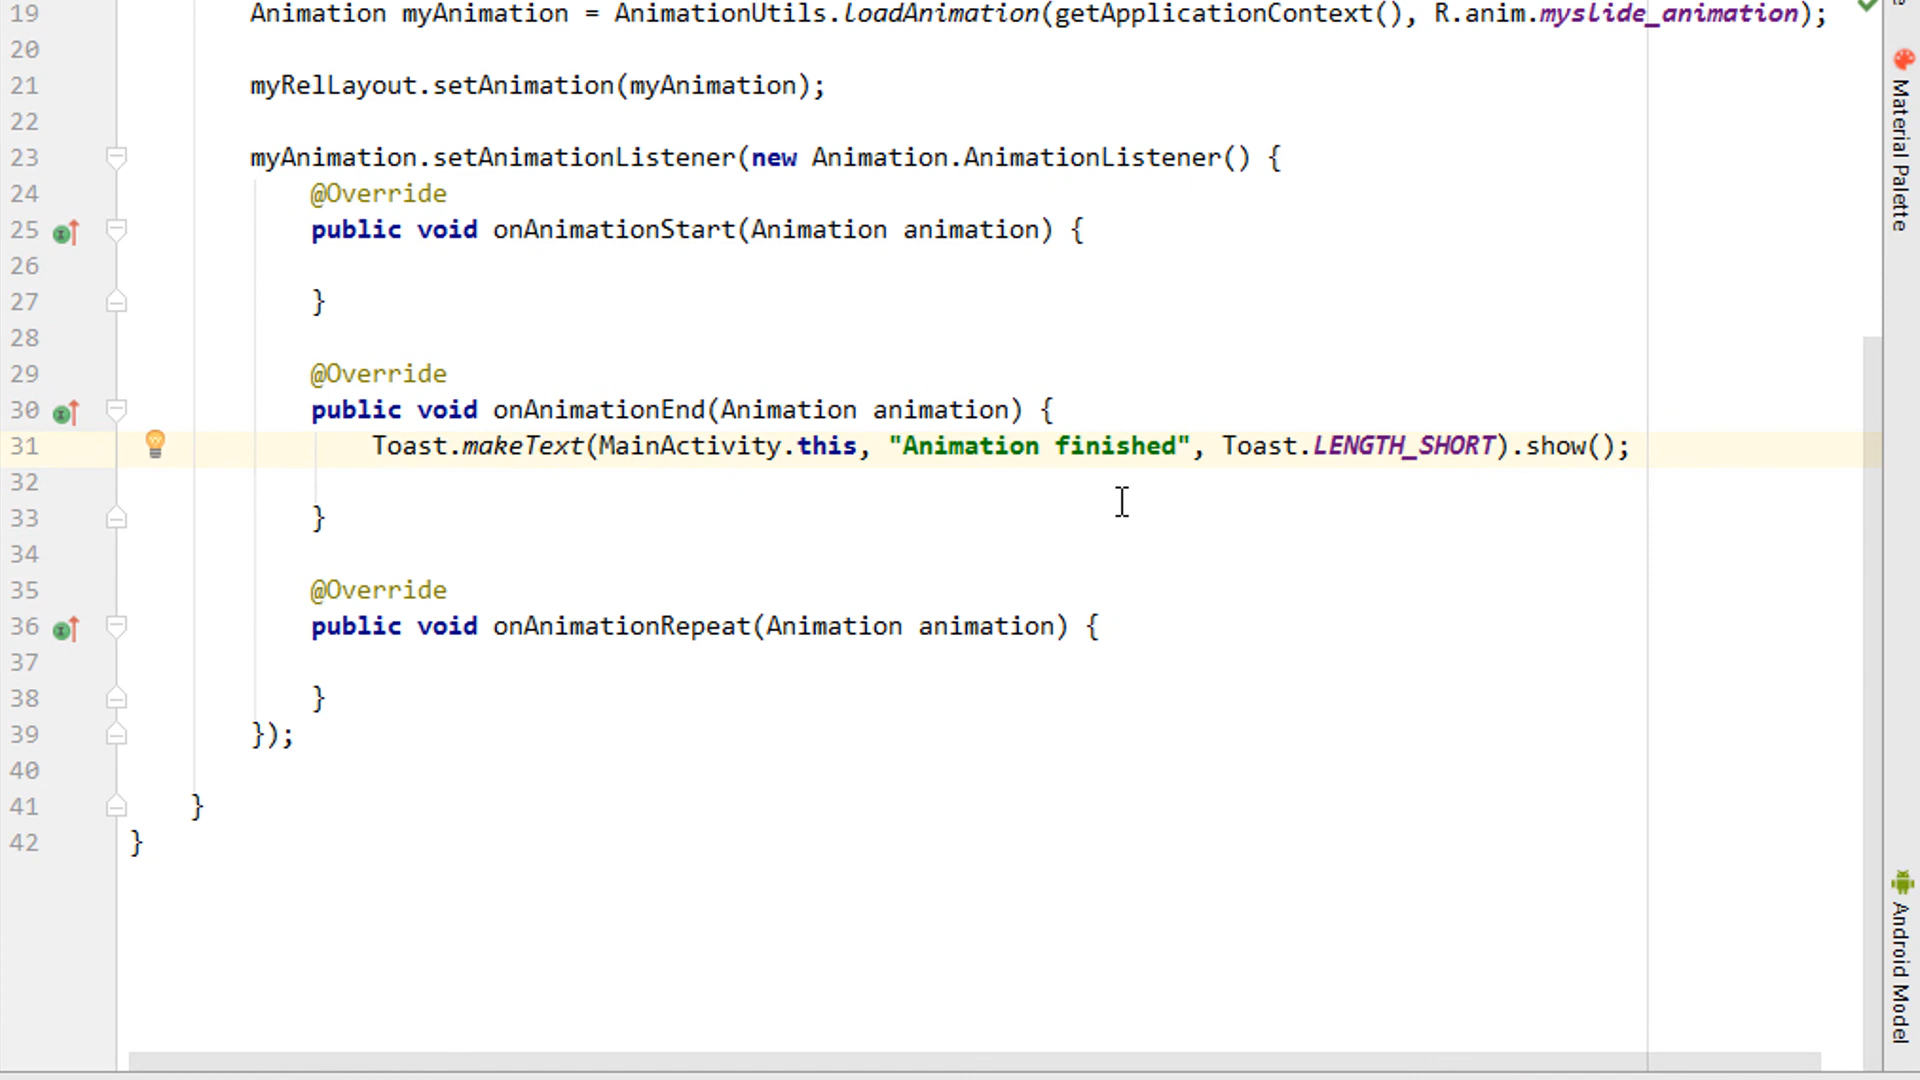 19 Animation myAnimation = AnimationUtils.loadAnimation(getApplicationContext(), R.anim.myslide_animation);
20
21 myRelLayout.setAnimation(myAnimation);
22
23 myAnimation.setAnimationListener(new Animation.AnimationListener() {
24 @Override
25 public void onAnimationStart(Animation animation) {
26
27 }
28
29 @Override
30 public void onAnimationEnd(Animation animation) {
31 Toast.makeText(MainActivity.this, "Animation finished", Toast.LENGTH_SHORT).show();
32
33 }
34
35 @Override
36 public void onAnimationRepeat(Animation animation) {
37
38 }
39 });
40
41 }
42 }
Material Palette
Android Model